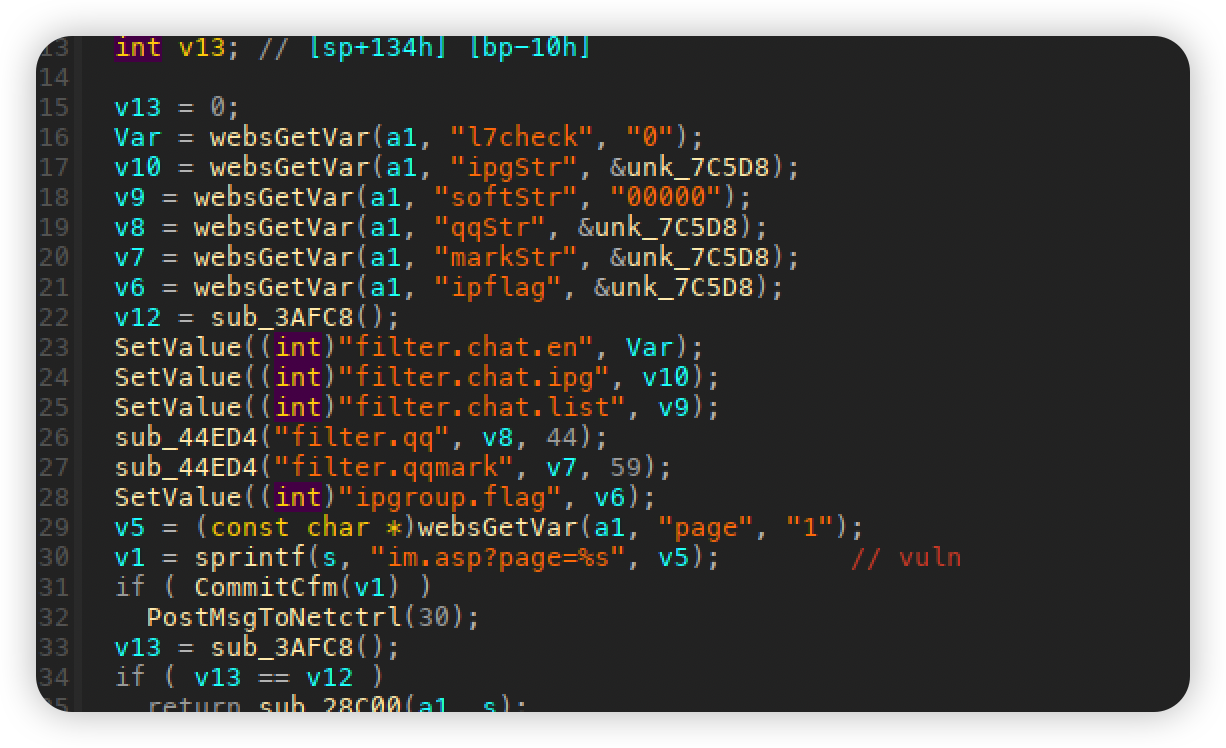 13 int v13; // [sp+134h] [bp-10h]
14
15 v13 = 0;
16 Var = websGetVar(a1, "l7check", "0");
17 v10 = websGetVar(a1, "ipgStr", &unk_7C5D8);
18 v9 = websGetVar(a1, "softStr", "00000");
19 v8 = websGetVar(a1, "qqStr", &unk_7C5D8);
20 v7 = websGetVar(a1, "markStr", &unk_7C5D8);
21 v6 = websGetVar(a1, "ipflag", &unk_7C5D8);
22 v12 = sub_3AFC8();
23 SetValue((int)"filter.chat.en", Var);
24 SetValue((int)"filter.chat.ipg", v10);
25 SetValue((int)"filter.chat.list", v9);
26 sub_44ED4("filter.qq", v8, 44);
27 sub_44ED4("filter.qqmark", v7, 59);
28 SetValue((int)"ipgroup.flag", v6);
29 v5 = (const char *)websGetVar(a1, "page", "1");
30 v1 = sprintf(s, "im.asp?page=%s", v5); // vuln
31 if ( CommitCfm(v1) )
32 PostMsgToNetctrl(30);
33 v13 = sub_3AFC8();
34 if ( v13 == v12 )
35 return sub_28C00(a1, s);